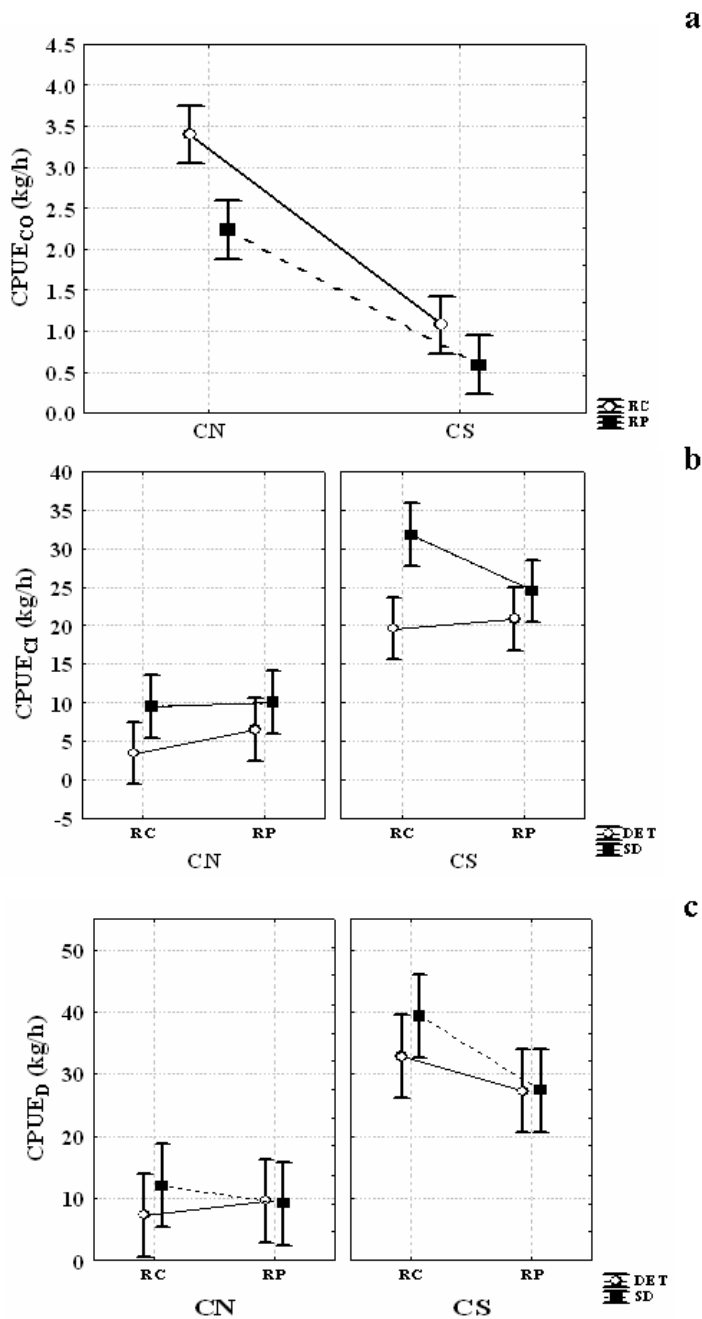 a
4.5
4.0
3.5
3.0
2.5
2.0
1.5
1.0
0.5
0.0
CPUE_CO (kg/h)
CN CS
RC
RP
b
40
35
30
25
20
15
10
5
0
-5
CPUE_CI (kg/h)
RC RP RC RP
CN CS
DET
SD
c
50
40
30
20
10
0
CPUE_D (kg/h)
RC RP RC RP
CN CS
DET
SD